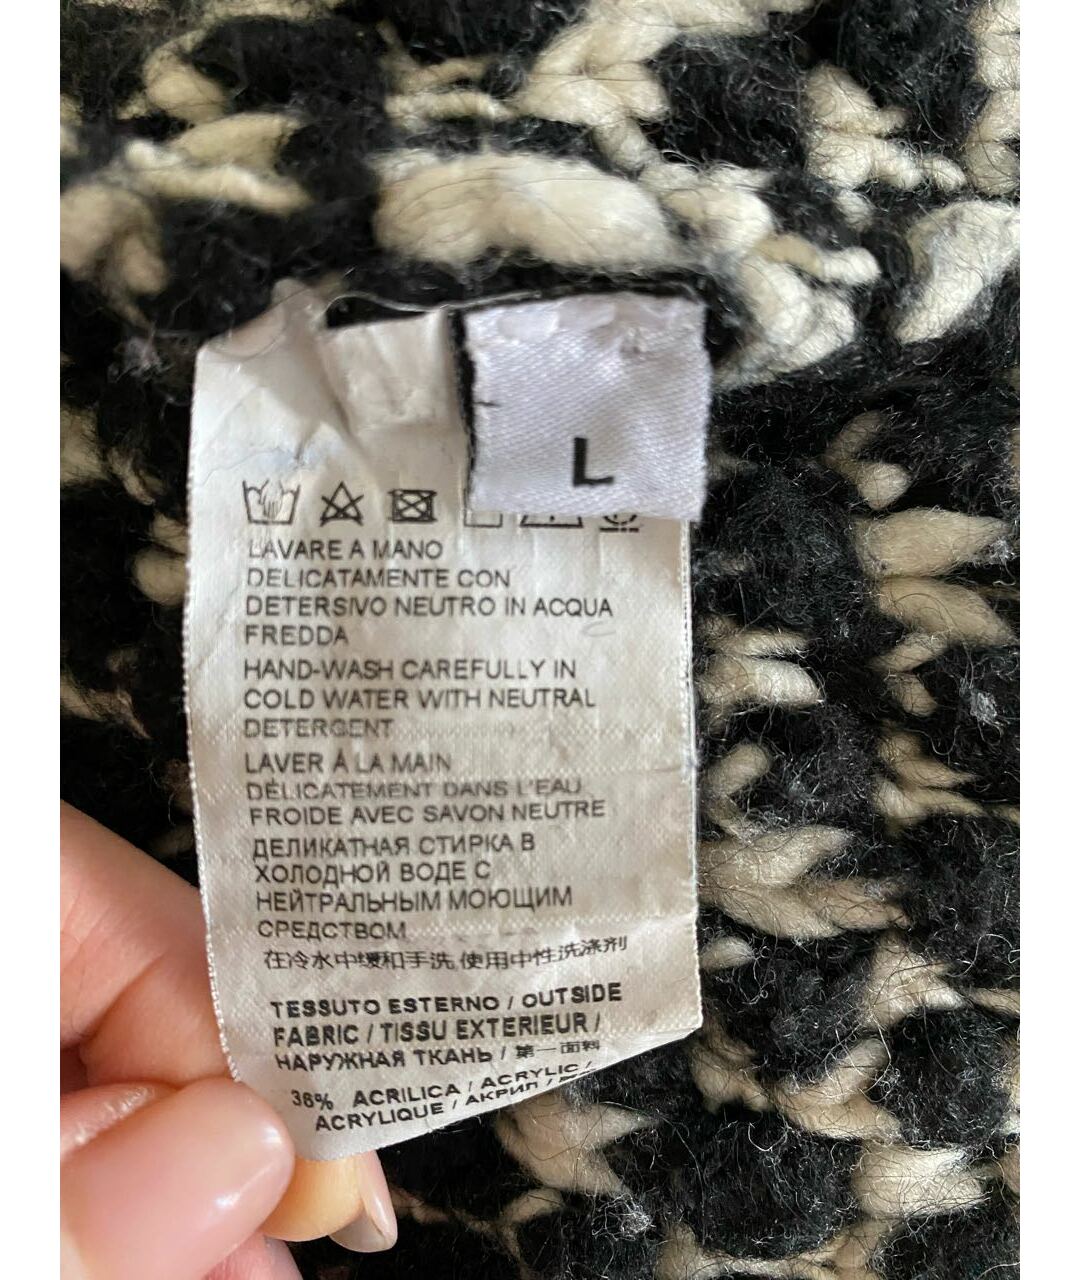 L
LAVARE A MANO
DELICATAMENTE CON
DETERSIVO NEUTRO IN ACQUA
FREDDA
HAND-WASH CAREFULLY IN
COLD WATER WITH NEUTRAL
DETERGENT
LAVER À LA MAIN
DÉLICATEMENT DANS L'EAU
FROIDE AVEC SAVON NEUTRE
ДЕЛИКАТНАЯ СТИРКА В
ХОЛОДНОЙ ВОДЕ С
НЕЙТРАЛЬНЫМ МОЮЩИМ
СРЕДСТВОМ
在冷水中缓和手洗,使用中性洗涤剂
TESSUTO ESTERNO / OUTSIDE
FABRIC / TISSU EXTERIEUR /
НАРУЖНАЯ ТКАНЬ / 第一面料
36% ACRILICA / ACRYLIC /
ACRYLIQUE / АКРИЛ /